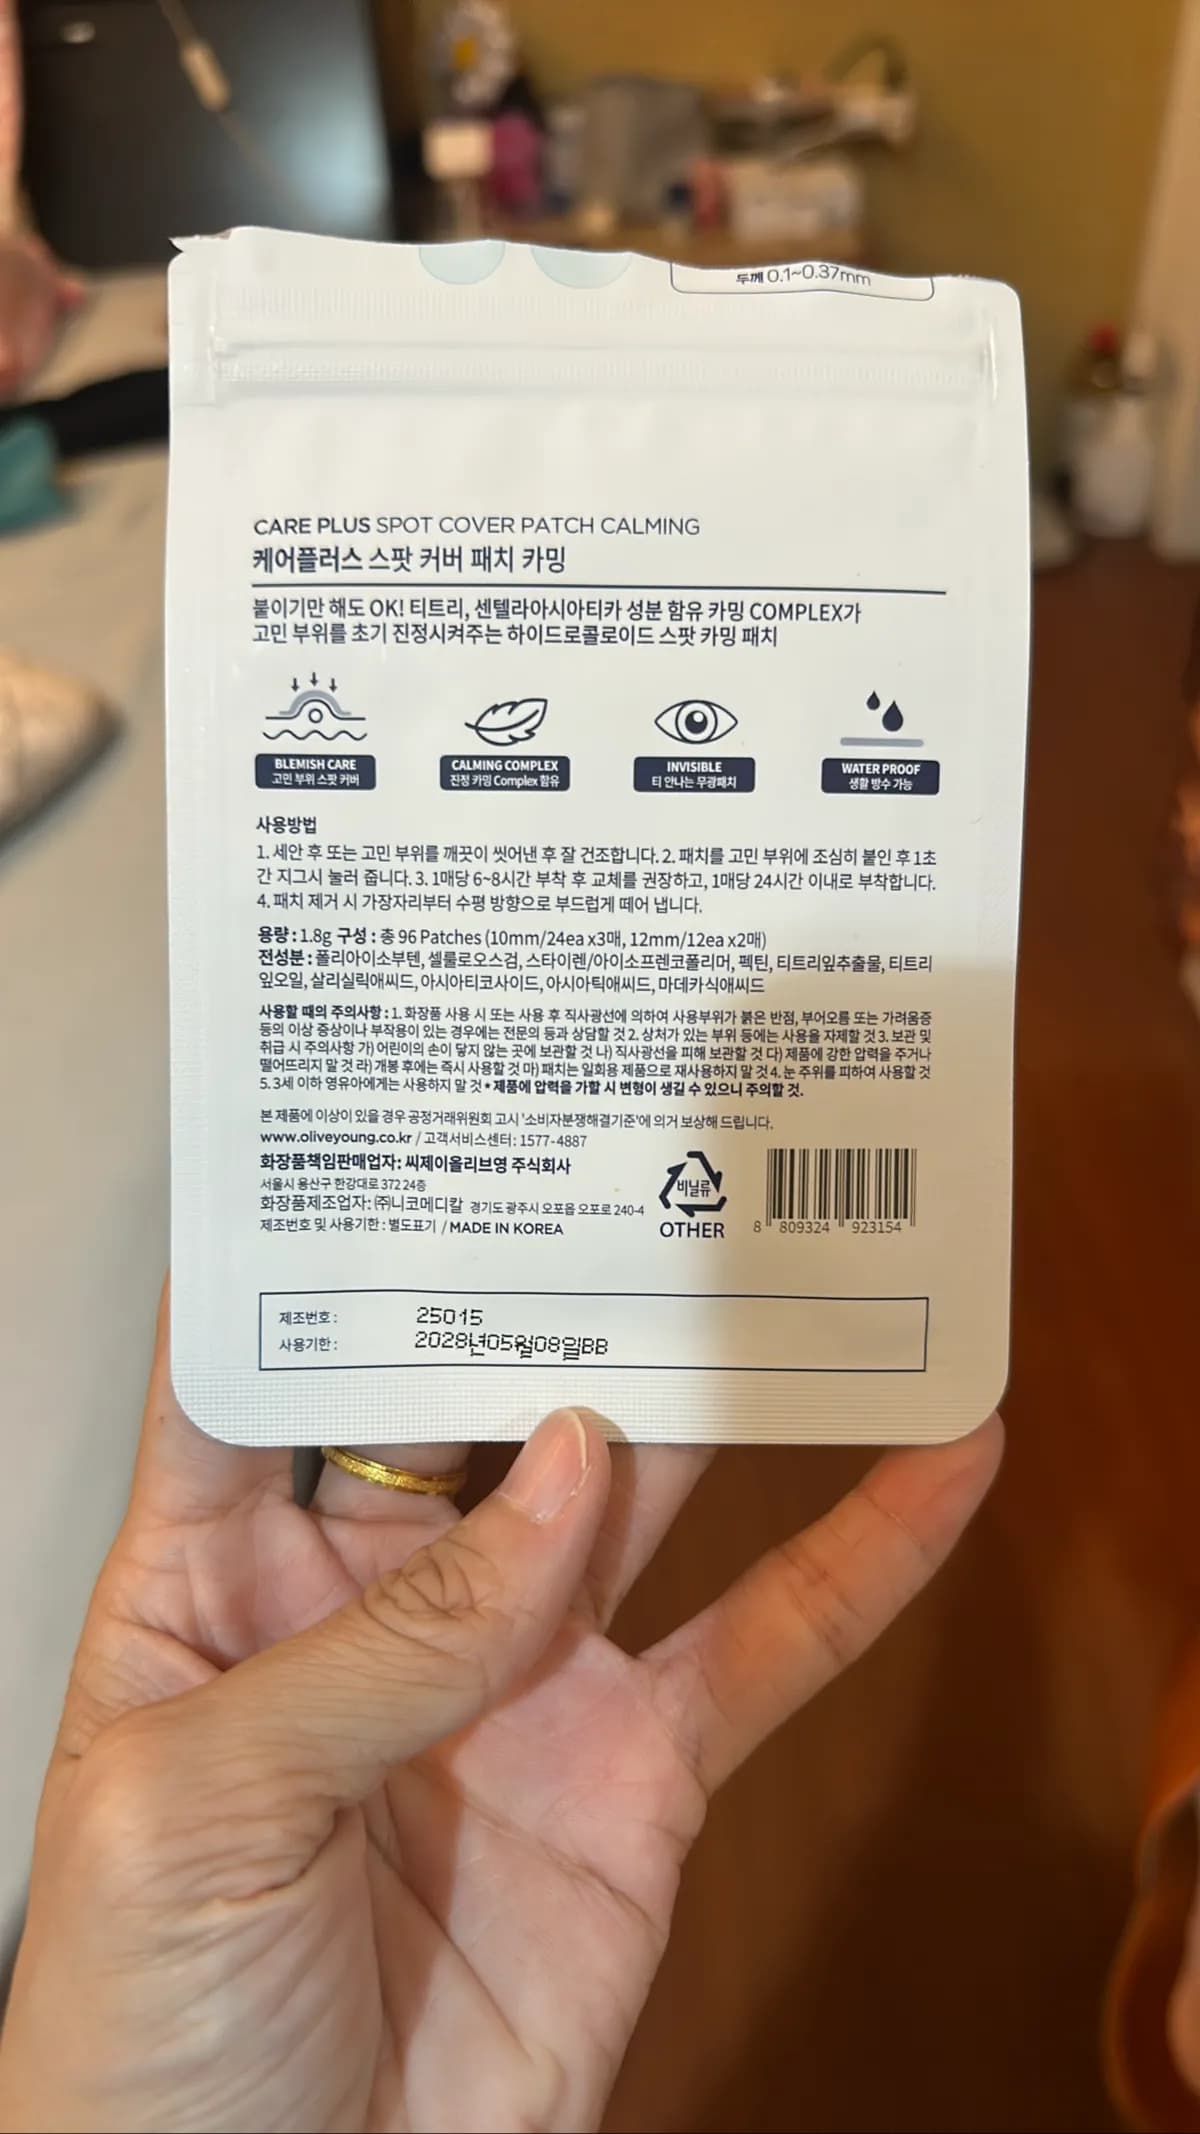 두께 0.1~0.37mm
CARE PLUS SPOT COVER PATCH CALMING
케어플러스 스팟 커버 패치 카밍
붙이기만 해도 OK! 티트리, 센텔라아시아티카 성분 함유 카밍 COMPLEX가
고민 부위를 초기 진정시켜주는 하이드로콜로이드 스팟 카밍 패치
BLEMISH CARE
고민 부위 스팟 커버
CALMING COMPLEX
진정 카밍 Complex 함유
INVISIBLE
티 안나는 무광패치
WATER PROOF
생활 방수 가능
사용방법
1. 세안 후 또는 고민 부위를 깨끗이 씻어낸 후 잘 건조합니다. 2. 패치를 고민 부위에 조심히 붙인 후 1초
간 지그시 눌러 줍니다. 3. 1매당 6~8시간 부착 후 교체를 권장하고, 1매당 24시간 이내로 부착합니다.
4. 패치 제거 시 가장자리부터 수평 방향으로 부드럽게 떼어 냅니다.
용량 : 1.8g 구성 : 총 96 Patches (10mm/24ea x3매, 12mm/12ea x2매)
전성분 : 폴리아이소부텐, 셀룰로오스검, 스타이렌/아이소프렌코폴리머, 펙틴, 티트리잎추출물, 티트리
잎오일, 살리실릭애씨드, 아시아티코사이드, 아시아틱애씨드, 마데카식애씨드
사용할 때의 주의사항 : 1. 화장품 사용 시 또는 사용 후 직사광선에 의하여 사용부위가 붉은 반점, 부어오름 또는 가려움증
등의 이상 증상이나 부작용이 있는 경우에는 전문의 등과 상담할 것 2. 상처가 있는 부위 등에는 사용을 자제할 것 3. 보관 및
취급 시 주의사항 가) 어린이의 손이 닿지 않는 곳에 보관할 것 나) 직사광선을 피해 보관할 것 다) 제품에 강한 압력을 주거나
떨어뜨리지 말 것 라) 개봉 후에는 즉시 사용할 것 마) 패치는 일회용 제품으로 재사용하지 말 것 4. 눈 주위를 피하여 사용할 것
5. 3세 이하 영유아에게는 사용하지 말 것 * 제품에 압력을 가할 시 변형이 생길 수 있으니 주의할 것.
본 제품에 이상이 있을 경우 공정거래위원회 고시 '소비자분쟁해결기준'에 의거 보상해 드립니다.
www.oliveyoung.co.kr / 고객서비스센터: 1577-4887
화장품책임판매업자: 씨제이올리브영 주식회사
서울시 용산구 한강대로 372 24층
화장품제조업자: ㈜니코메디칼 경기도 광주시 오포읍 오포로 240-4
제조번호 및 사용기한 : 별도표기 / MADE IN KOREA
비닐류
OTHER
8 809324 923154
제조번호 : 25015
사용기한 : 2028년05월08일BB